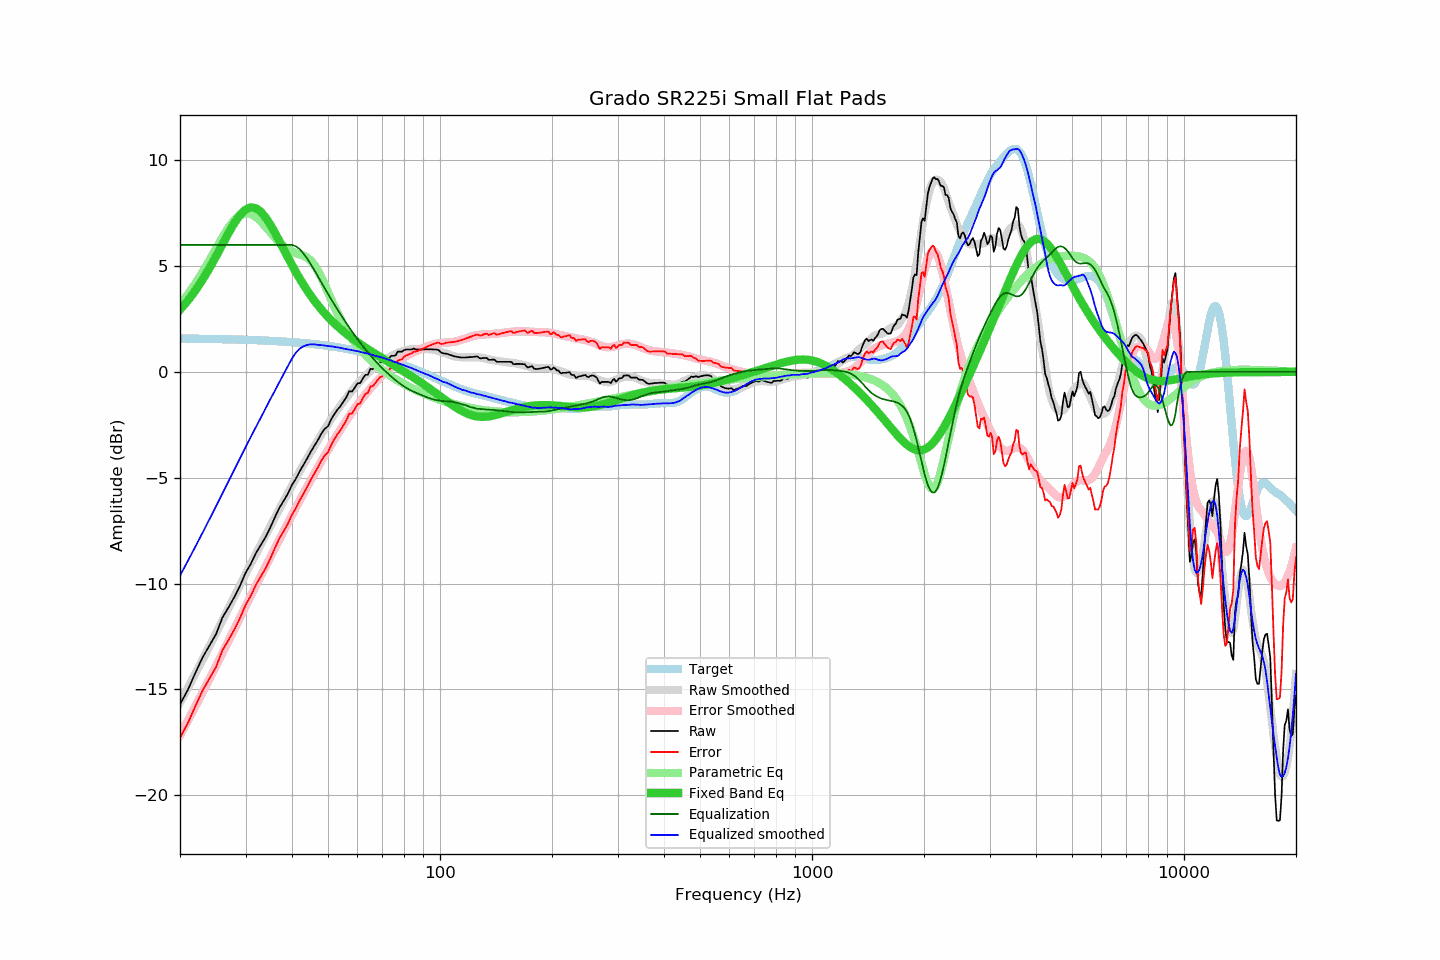 Grado SR225i Small Flat Pads
10
5
0
−5
−10
−15
−20
Amplitude (dBr)
Target
Raw Smoothed
Error Smoothed
Raw
Error
Parametric Eq
Fixed Band Eq
Equalization
Equalized smoothed
100 1000 10000
Frequency (Hz)